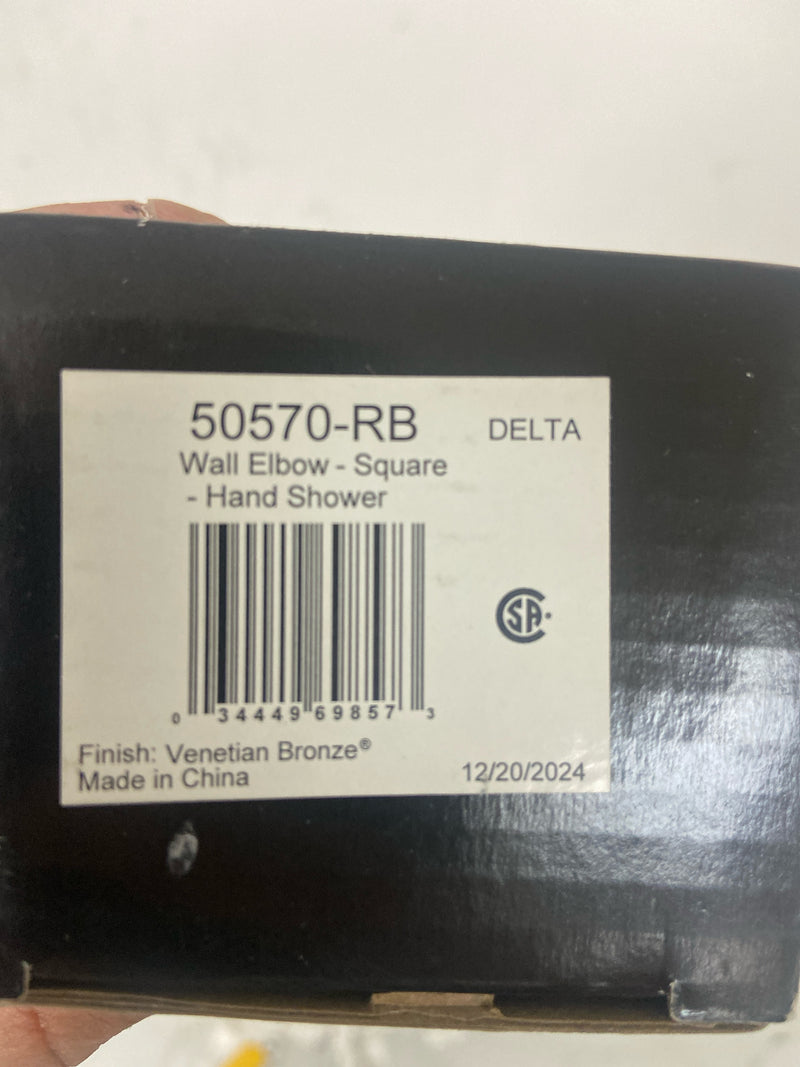 50570-RB DELTA
Wall Elbow - Square
- Hand Shower
CSA
0 34449 69857 3
Finish: Venetian Bronze®
Made in China 12/20/2024